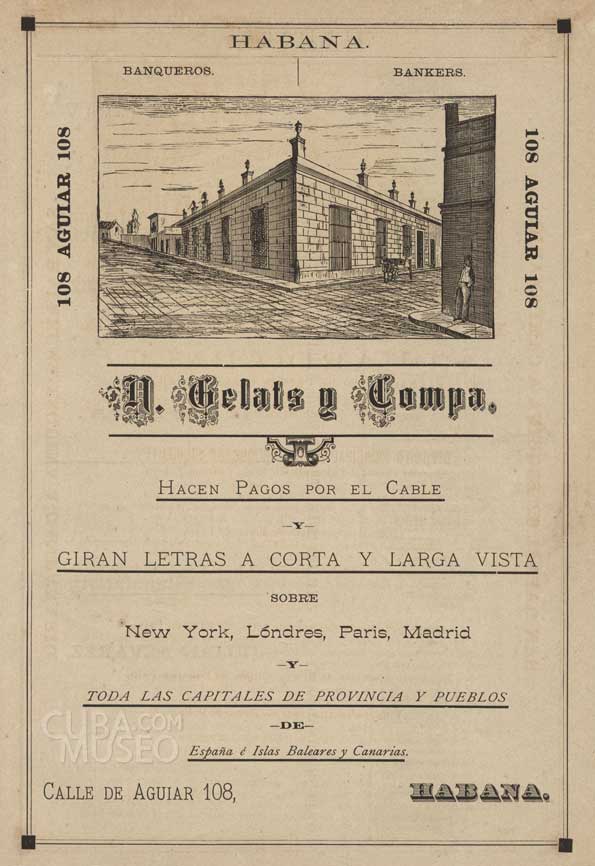 HABANA.
BANQUEROS.
BANKERS.
108 AGUIAR 108
108 AGUIAR 108
N. Gelats y Compa.
HACEN PAGOS POR EL CABLE
–Y–
GIRAN LETRAS A CORTA Y LARGA VISTA
SOBRE
New York, Lóndres, Paris, Madrid
–Y–
TODA LAS CAPITALES DE PROVINCIA Y PUEBLOS
–DE–
España é Islas Baleares y Canarias.
CALLE DE AGUIAR 108,
HABANA.
CUBA.COM
MUSEO